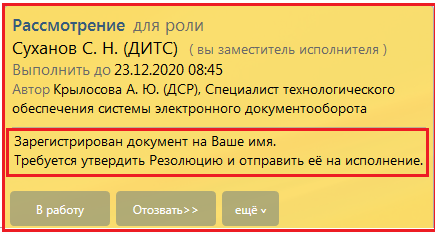 Рассмотрение для роли
Суханов С. Н. (ДИТС) ( вы заместитель исполнителя )
Выполнить до 23.12.2020 08:45
Автор Крылосова А. Ю. (ДСР), Специалист технологического
обеспечения системы электронного документооборота
Зарегистрирован документ на Ваше имя.
Требуется утвердить Резолюцию и отправить её на исполнение.
В работу Отозвать>> ещё v